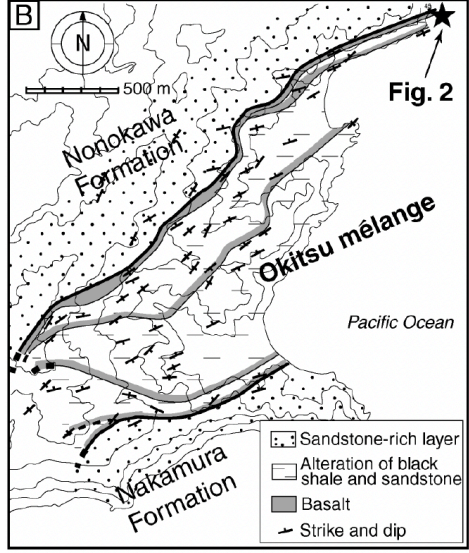 B
N
500 m
Fig. 2
Nonokawa
Formation
Okitsu mélange
Pacific Ocean
Nakamura
Formation
Sandstone-rich layer
Alteration of black
shale and sandstone
Basalt
Strike and dip